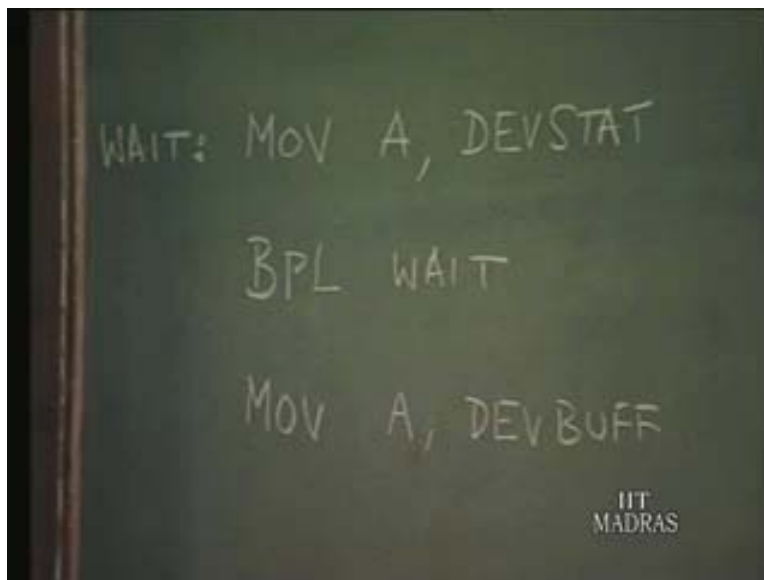 WAIT: MOV A, DEVSTAT
BPL WAIT
MOV A, DEVBUFF
IIT
MADRAS